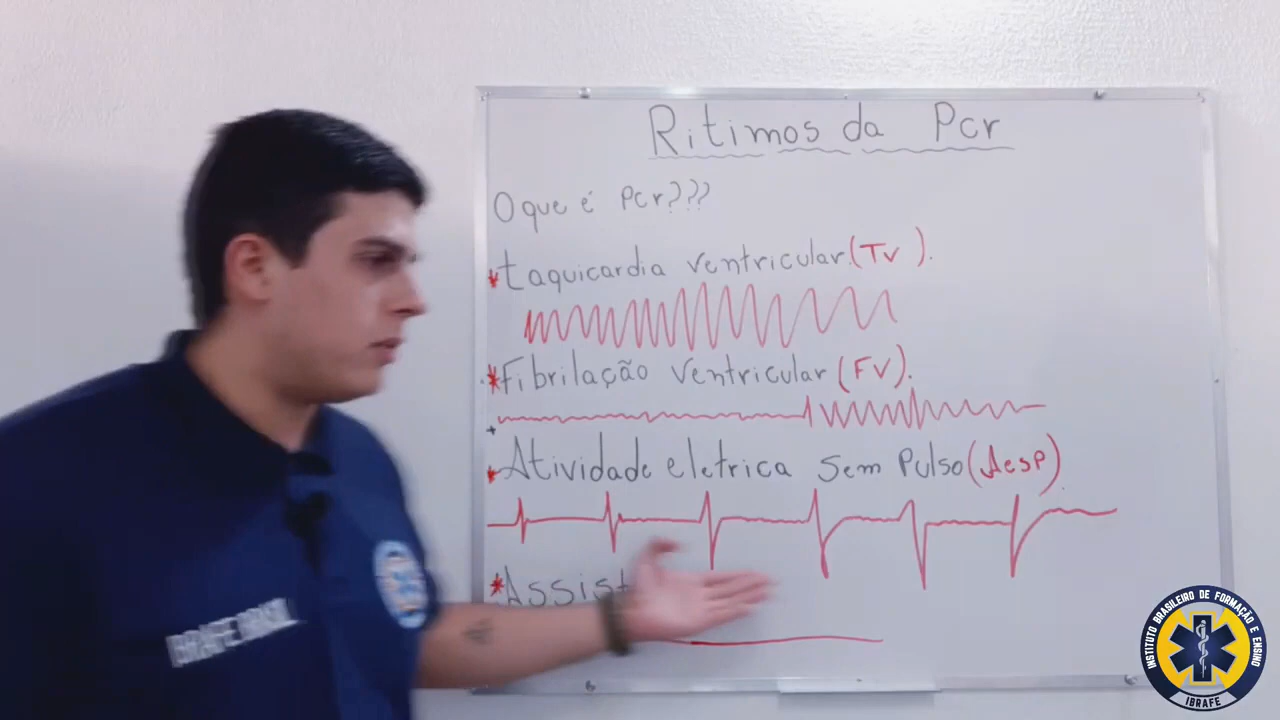 Ritimos da Pcr
O que é Pcr???
*taquicardia ventricular.(Tv ).
*Fibrilação ventricular (FV).
*Atividade eletrica sem Pulso(Aesp).
*Assist
INSTITUTO BRASILEIRO DE FORMAÇÃO E ENSINO
IBRAFE